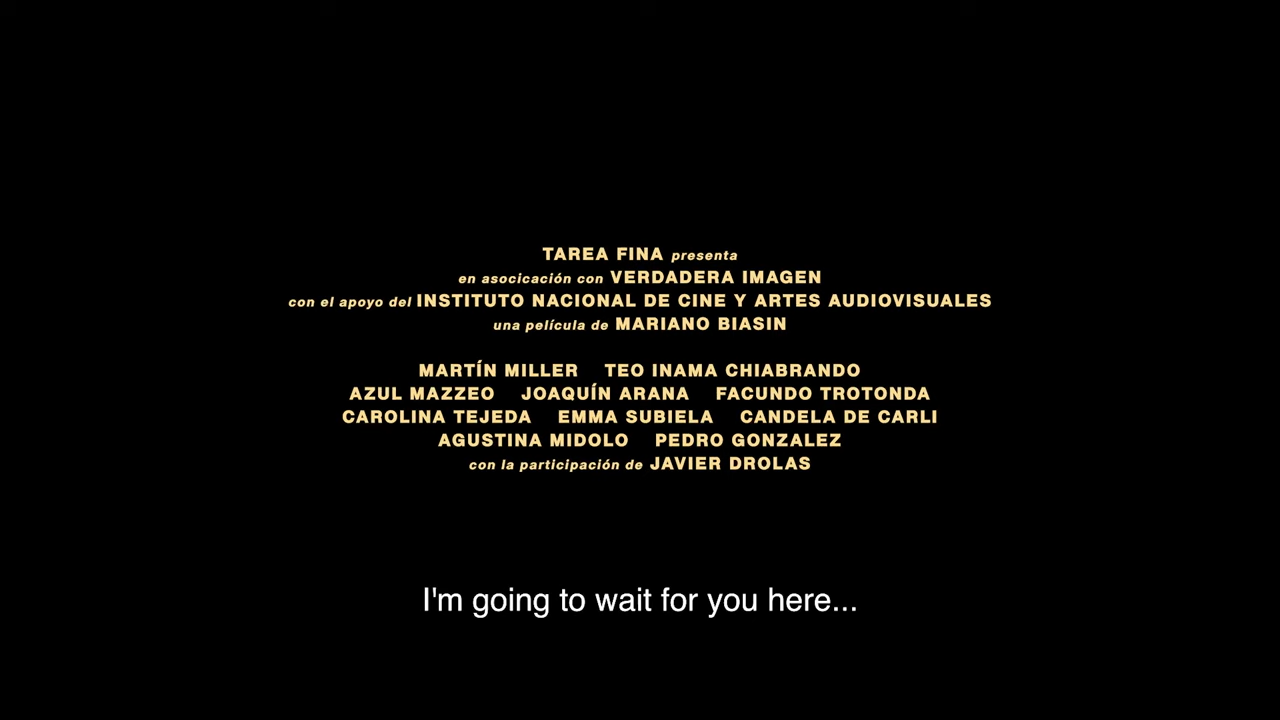 TAREA FINA presenta
en asocicación con VERDADERA IMAGEN
con el apoyo del INSTITUTO NACIONAL DE CINE Y ARTES AUDIOVISUALES
una película de MARIANO BIASIN
MARTÍN MILLER TEO INAMA CHIABRANDO
AZUL MAZZEO JOAQUÍN ARANA FACUNDO TROTONDA
CAROLINA TEJEDA EMMA SUBIELA CANDELA DE CARLI
AGUSTINA MIDOLO PEDRO GONZALEZ
con la participación de JAVIER DROLAS
I'm going to wait for you here...